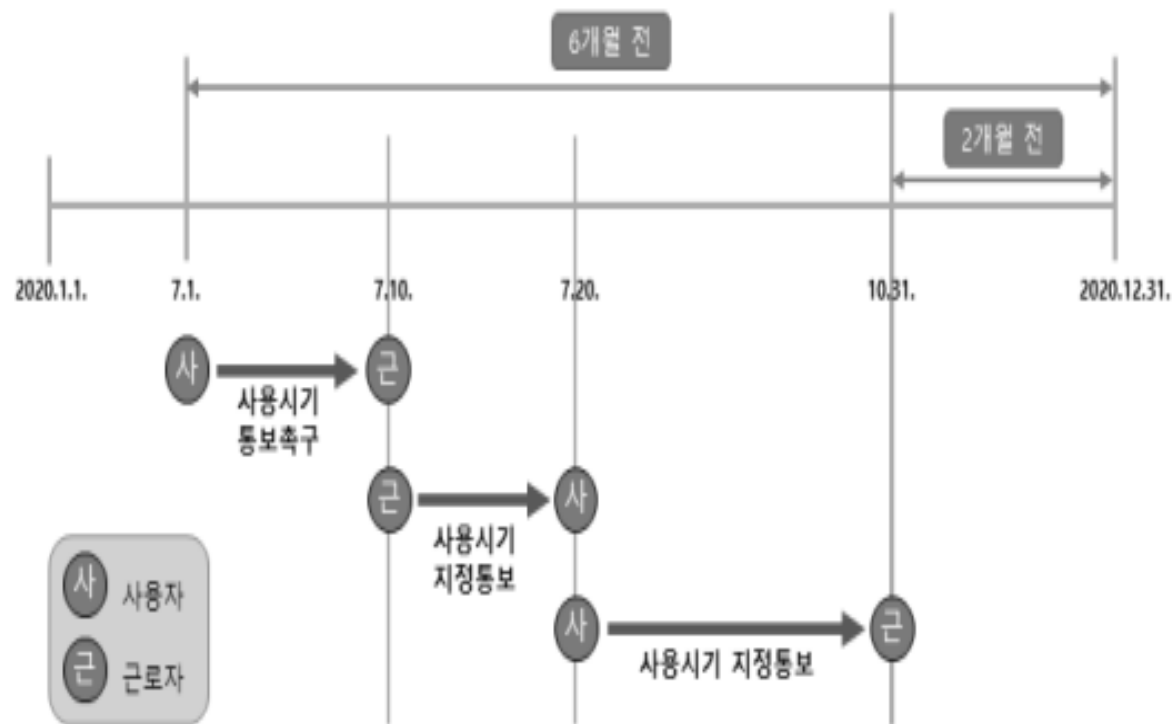 6개월 전
2개월 전
2020.1.1.
7.1.
7.10.
7.20.
10.31.
2020.12.31.
사
근
사용시기
통보촉구
근
사
사용시기
지정통보
사
근
사용시기 지정통보
사 사용자
근 근로자